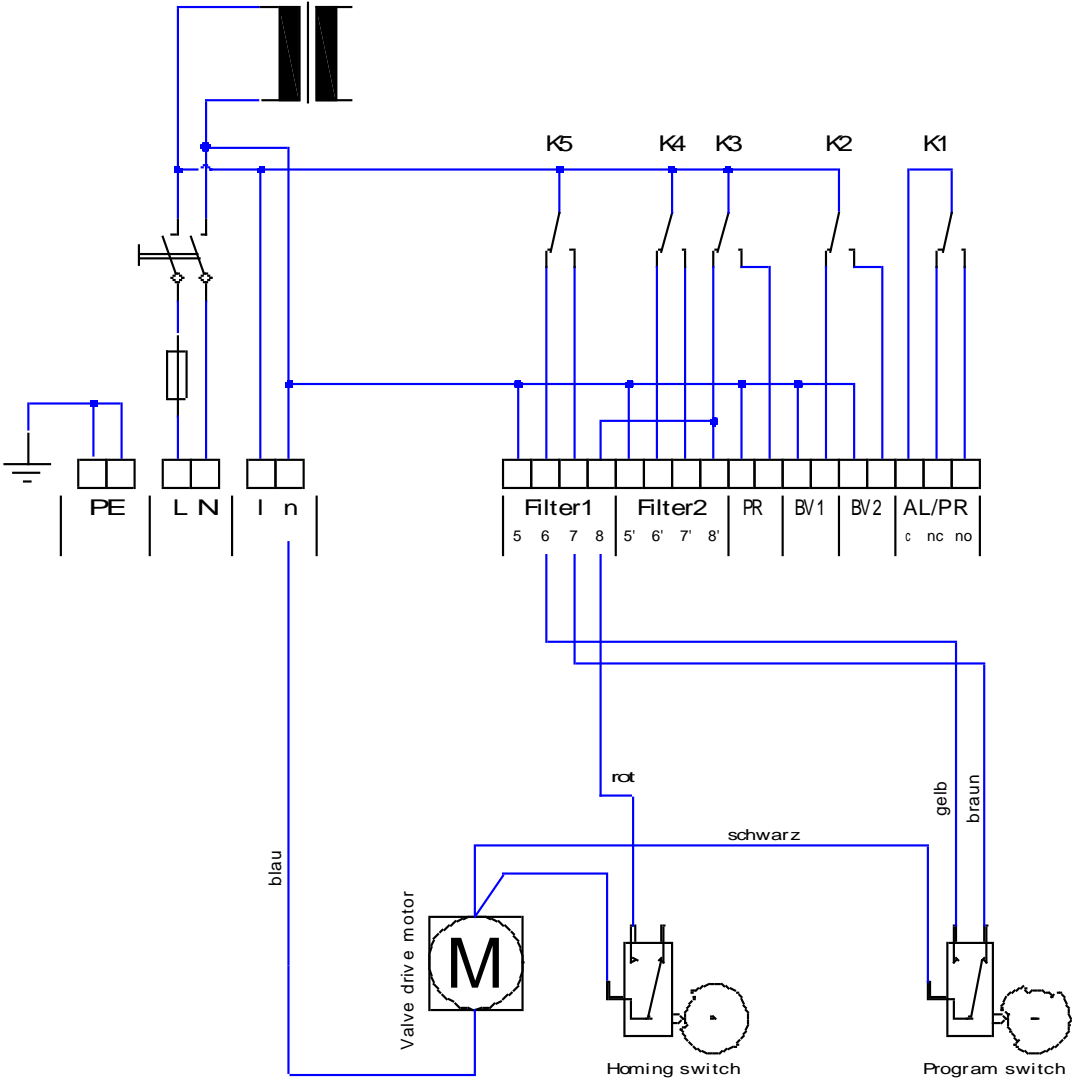 K5 K4 K3 K2 K1
PE L N l n Filter1 Filter2 PR BV1 BV2 AL/PR
5 6 7 8 5' 6' 7' 8' c nc no
rot
gelb
braun
schwarz
blau
Valve drive motor
M
Homing switch Program switch